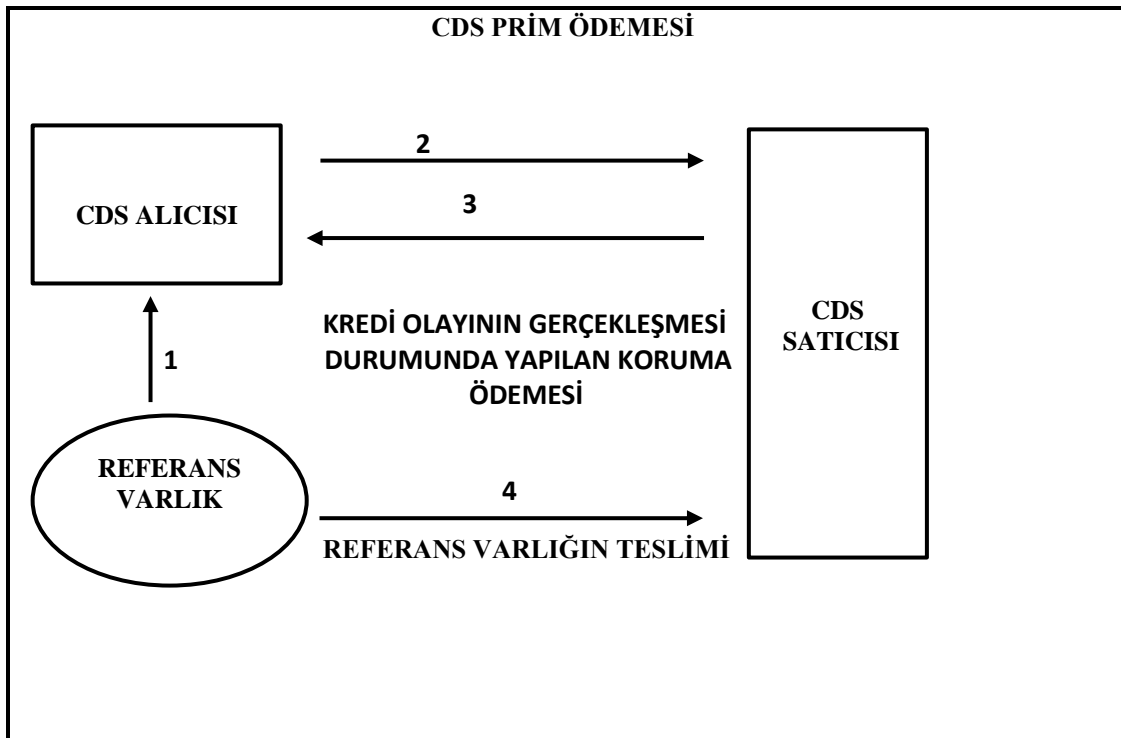 CDS PRİM ÖDEMESİ
2
CDS ALICISI
3
KREDİ OLAYININ GERÇEKLEŞMESİ
DURUMUNDA YAPILAN KORUMA
ÖDEMESİ
CDS
SATICISI
1
REFERANS
VARLIK
4
REFERANS VARLIĞIN TESLİMİ